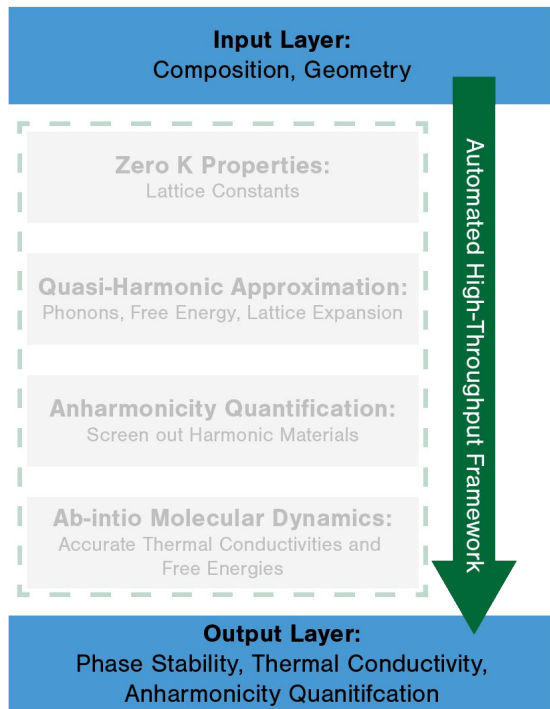 Input Layer:
Composition, Geometry
Zero K Properties:
Lattice Constants
Quasi-Harmonic Approximation:
Phonons, Free Energy, Lattice Expansion
Anharmonicity Quantification:
Screen out Harmonic Materials
Ab-intio Molecular Dynamics:
Accurate Thermal Conductivities and
Free Energies
Automated High-Throughput Framework
Output Layer:
Phase Stability, Thermal Conductivity,
Anharmonicity Quanitifcation